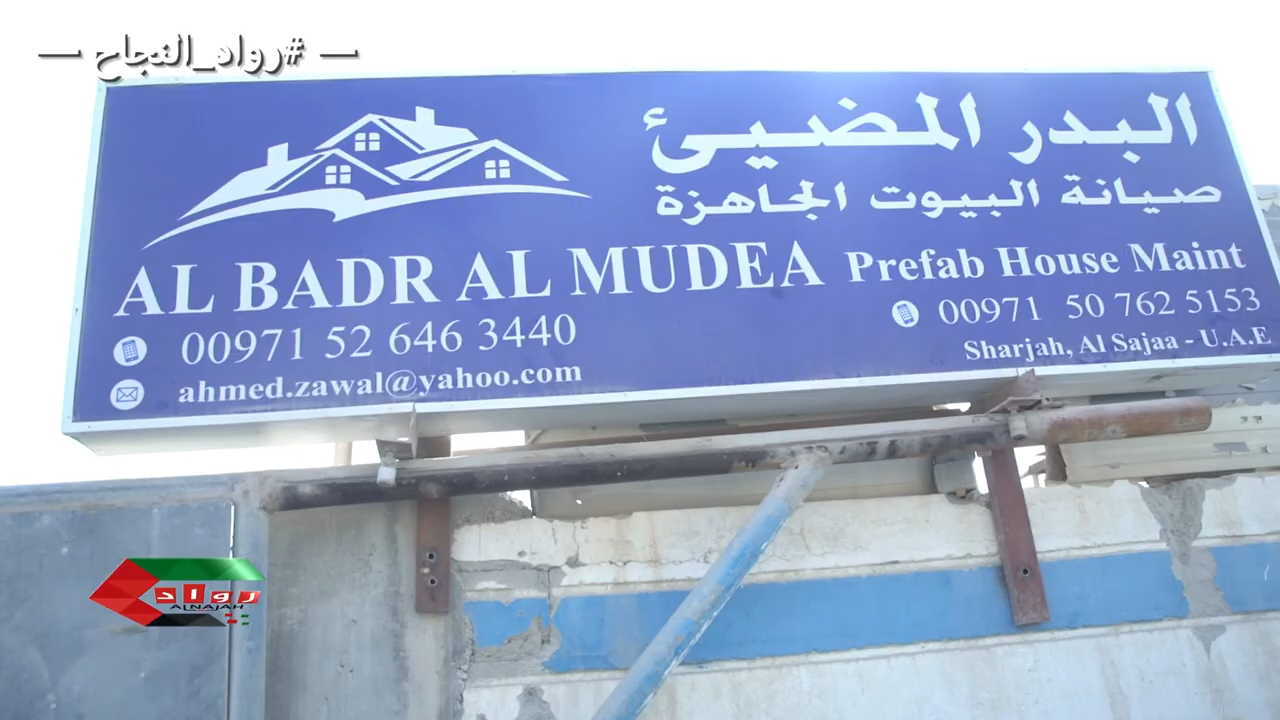 #رواد_النجاح
البدر المضيئ
صيانة البيوت الجاهزة
AL BADR AL MUDEA Prefab House Maint
00971 52 646 3440
00971 50 762 5153
ahmed.zawal@yahoo.com
Sharjah, Al Sajaa - U.A.E
رواد
ALNAJAH